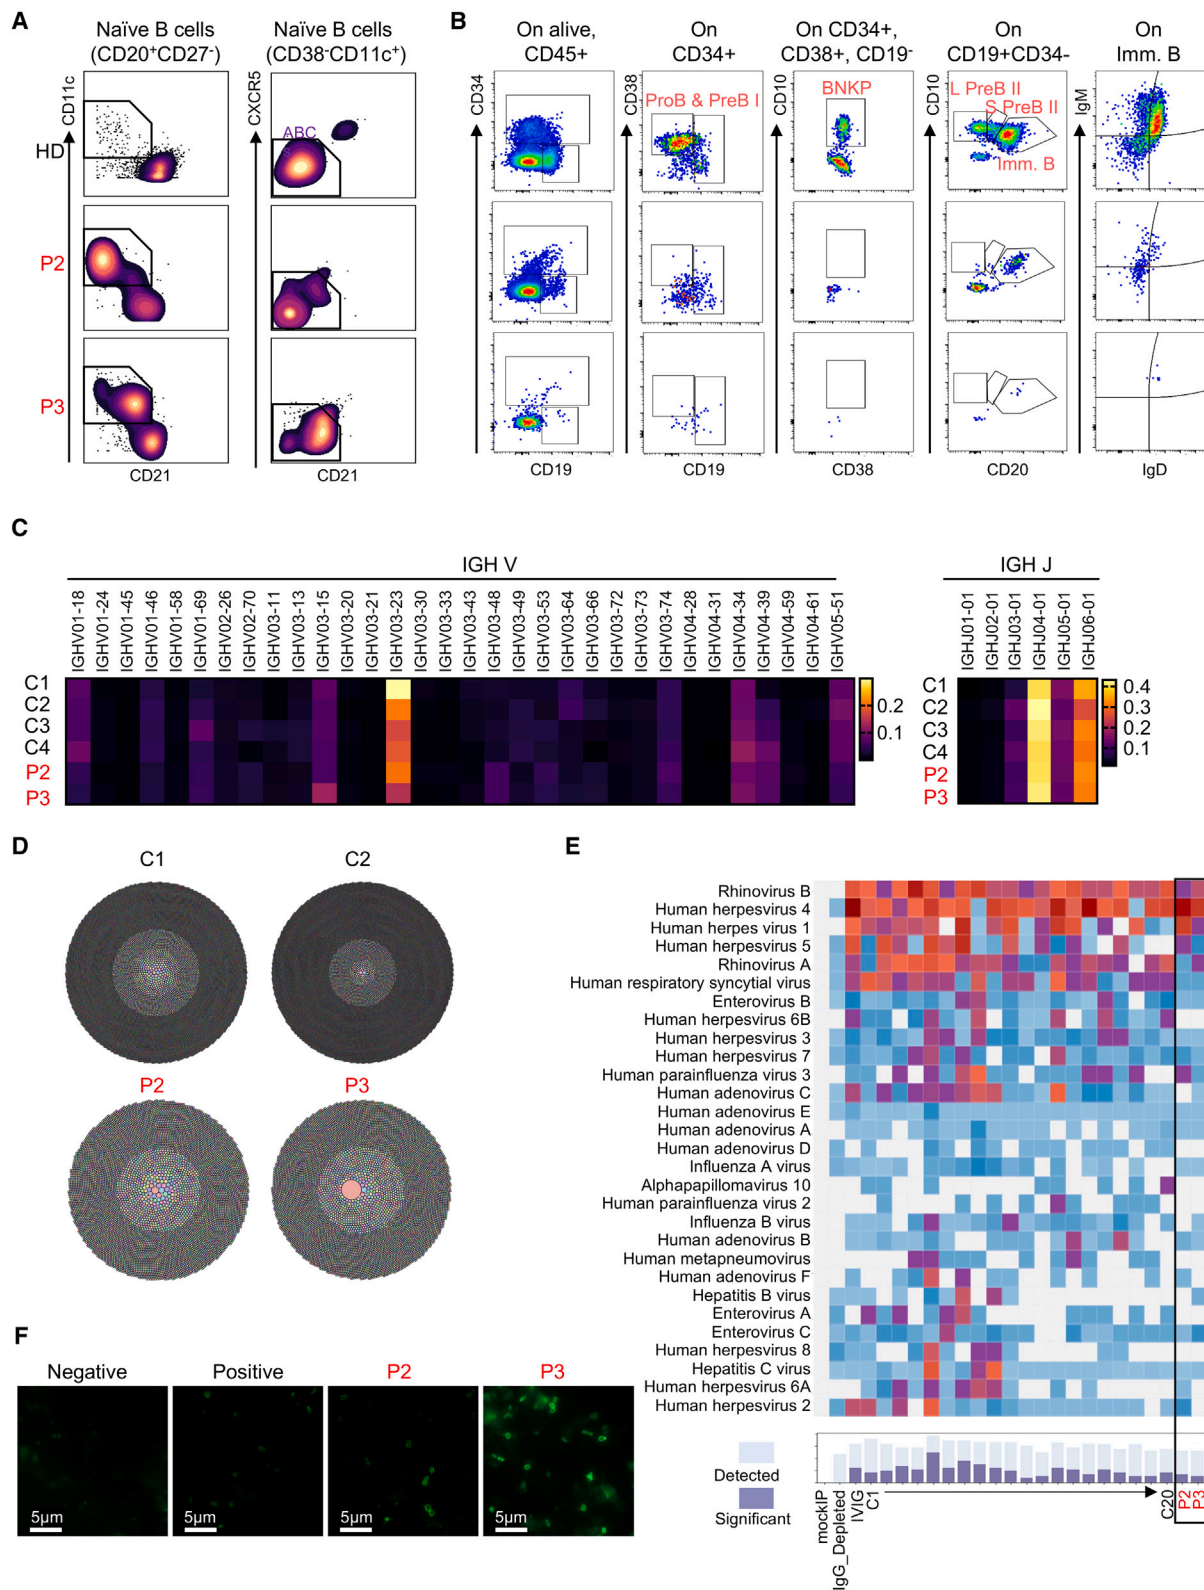 A
Naïve B cells
(CD20+CD27-)
Naïve B cells
(CD38-CD11c+)
CD11c
CXCR5
ABC
HD
P2
P3
CD21
CD21
B
On alive,
CD45+
On
CD34+
On CD34+,
CD38+, CD19-
On
CD19+CD34-
On
Imm. B
CD34
CD38
CD10
CD10
IgM
ProB & PreB I
BNKP
L PreB II
S PreB II
Imm. B
CD19
CD19
CD38
CD20
IgD
C
IGH V
IGH J
IGHV01-18
IGHV01-24
IGHV01-45
IGHV01-46
IGHV01-58
IGHV01-69
IGHV02-26
IGHV02-70
IGHV03-11
IGHV03-13
IGHV03-15
IGHV03-20
IGHV03-21
IGHV03-23
IGHV03-30
IGHV03-33
IGHV03-43
IGHV03-48
IGHV03-49
IGHV03-53
IGHV03-64
IGHV03-66
IGHV03-72
IGHV03-73
IGHV03-74
IGHV04-28
IGHV04-31
IGHV04-34
IGHV04-39
IGHV04-59
IGHV04-61
IGHV05-51
IGHJ01-01
IGHJ02-01
IGHJ03-01
IGHJ04-01
IGHJ05-01
IGHJ06-01
C1
C2
C3
C4
P2
P3
0.2
0.1
C1
C2
C3
C4
P2
P3
0.4
0.3
0.2
0.1
D
C1
C2
P2
P3
E
Rhinovirus B
Human herpesvirus 4
Human herpes virus 1
Human herpesvirus 5
Rhinovirus A
Human respiratory syncytial virus
Enterovirus B
Human herpesvirus 6B
Human herpesvirus 3
Human herpesvirus 7
Human parainfluenza virus 3
Human adenovirus C
Human adenovirus E
Human adenovirus A
Human adenovirus D
Influenza A virus
Alphapapillomavirus 10
Human parainfluenza virus 2
Influenza B virus
Human adenovirus B
Human metapneumovirus
Human adenovirus F
Hepatitis B virus
Enterovirus A
Enterovirus C
Human herpesvirus 8
Hepatitis C virus
Human herpesvirus 6A
Human herpesvirus 2
Detected
Significant
mockIP
IgG_Depleted
IVIG
C1
C20
P2
P3
F
Negative
Positive
P2
P3
5µm
5µm
5µm
5µm